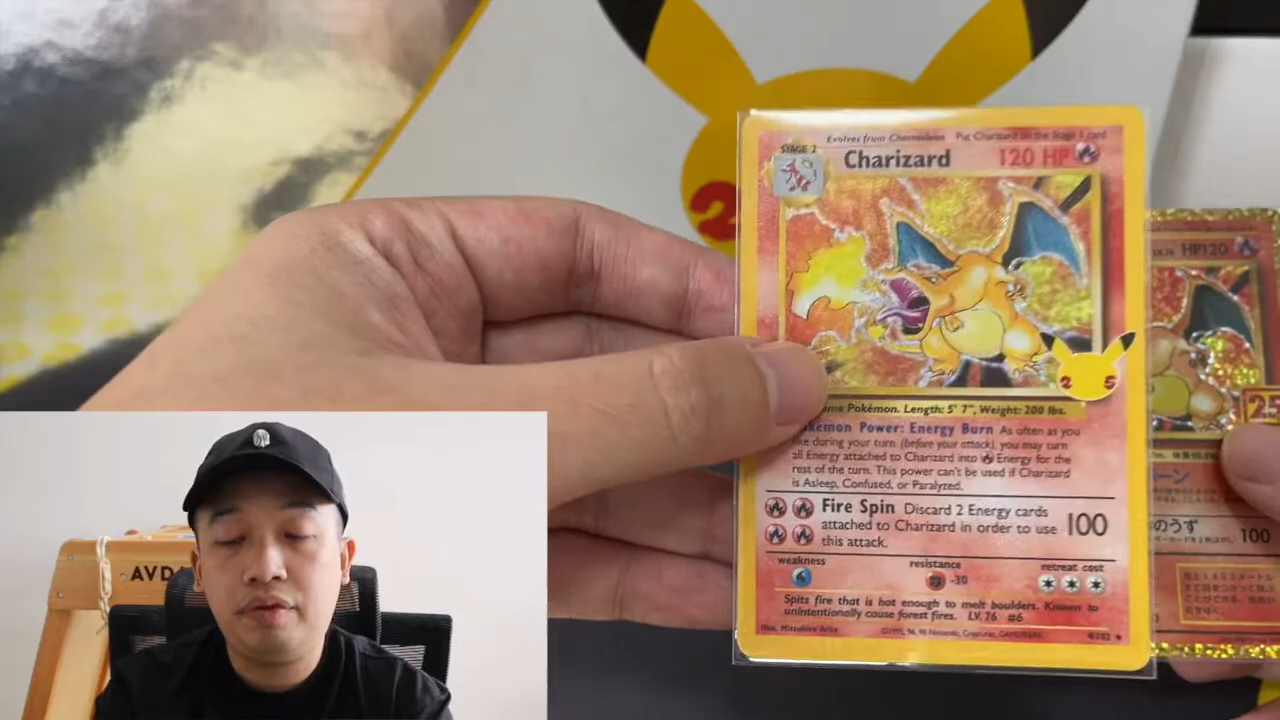 Evolves from Charmeleon Put Charizard on the Stage 1 card
STAGE 2
Charizard 120 HP
25
Pokémon. Length: 5' 7", Weight: 200 lbs.
Pokémon Power: Energy Burn As often as you
like during your turn (before your attack), you may turn
all Energy attached to Charizard into Energy for the
rest of the turn. This power can't be used if Charizard
is Asleep, Confused, or Paralyzed.
Fire Spin Discard 2 Energy cards
attached to Charizard in order to use 100
this attack.
weakness resistance retreat cost
-30
Spits fire that is hot enough to melt boulders. Known to
unintentionally cause forest fires. LV. 76 #6
Illus. Mitsuhiro Arita ©1995, 96, 98 Nintendo, Creatures, GAMEFREAK. 4/102
HP120
25
のうず
100
2
AVD